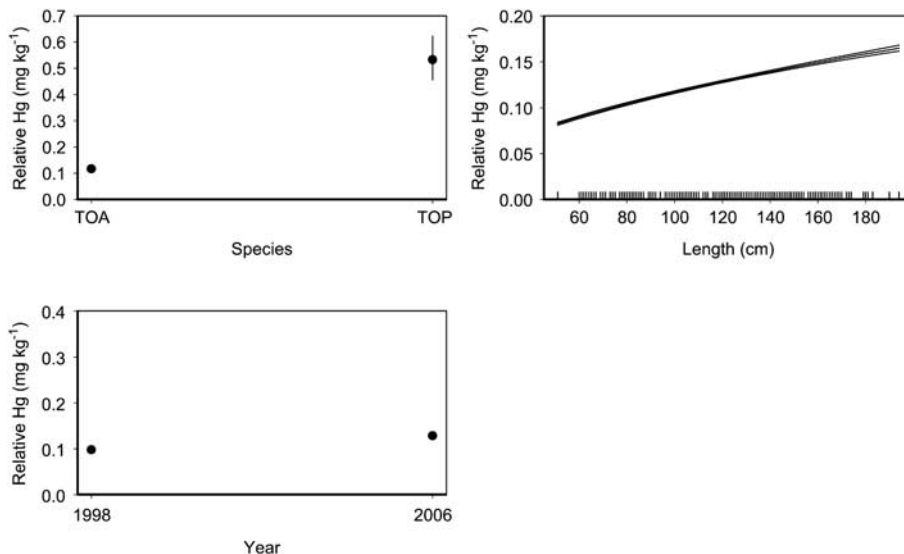 Relative Hg (mg kg⁻¹)
0.7
0.6
0.5
0.4
0.3
0.2
0.1
0.0
TOA
TOP
Species
Relative Hg (mg kg⁻¹)
0.20
0.15
0.10
0.05
0.00
60 80 100 120 140 160 180
Length (cm)
Relative Hg (mg kg⁻¹)
0.4
0.3
0.2
0.1
0.0
1998
2006
Year